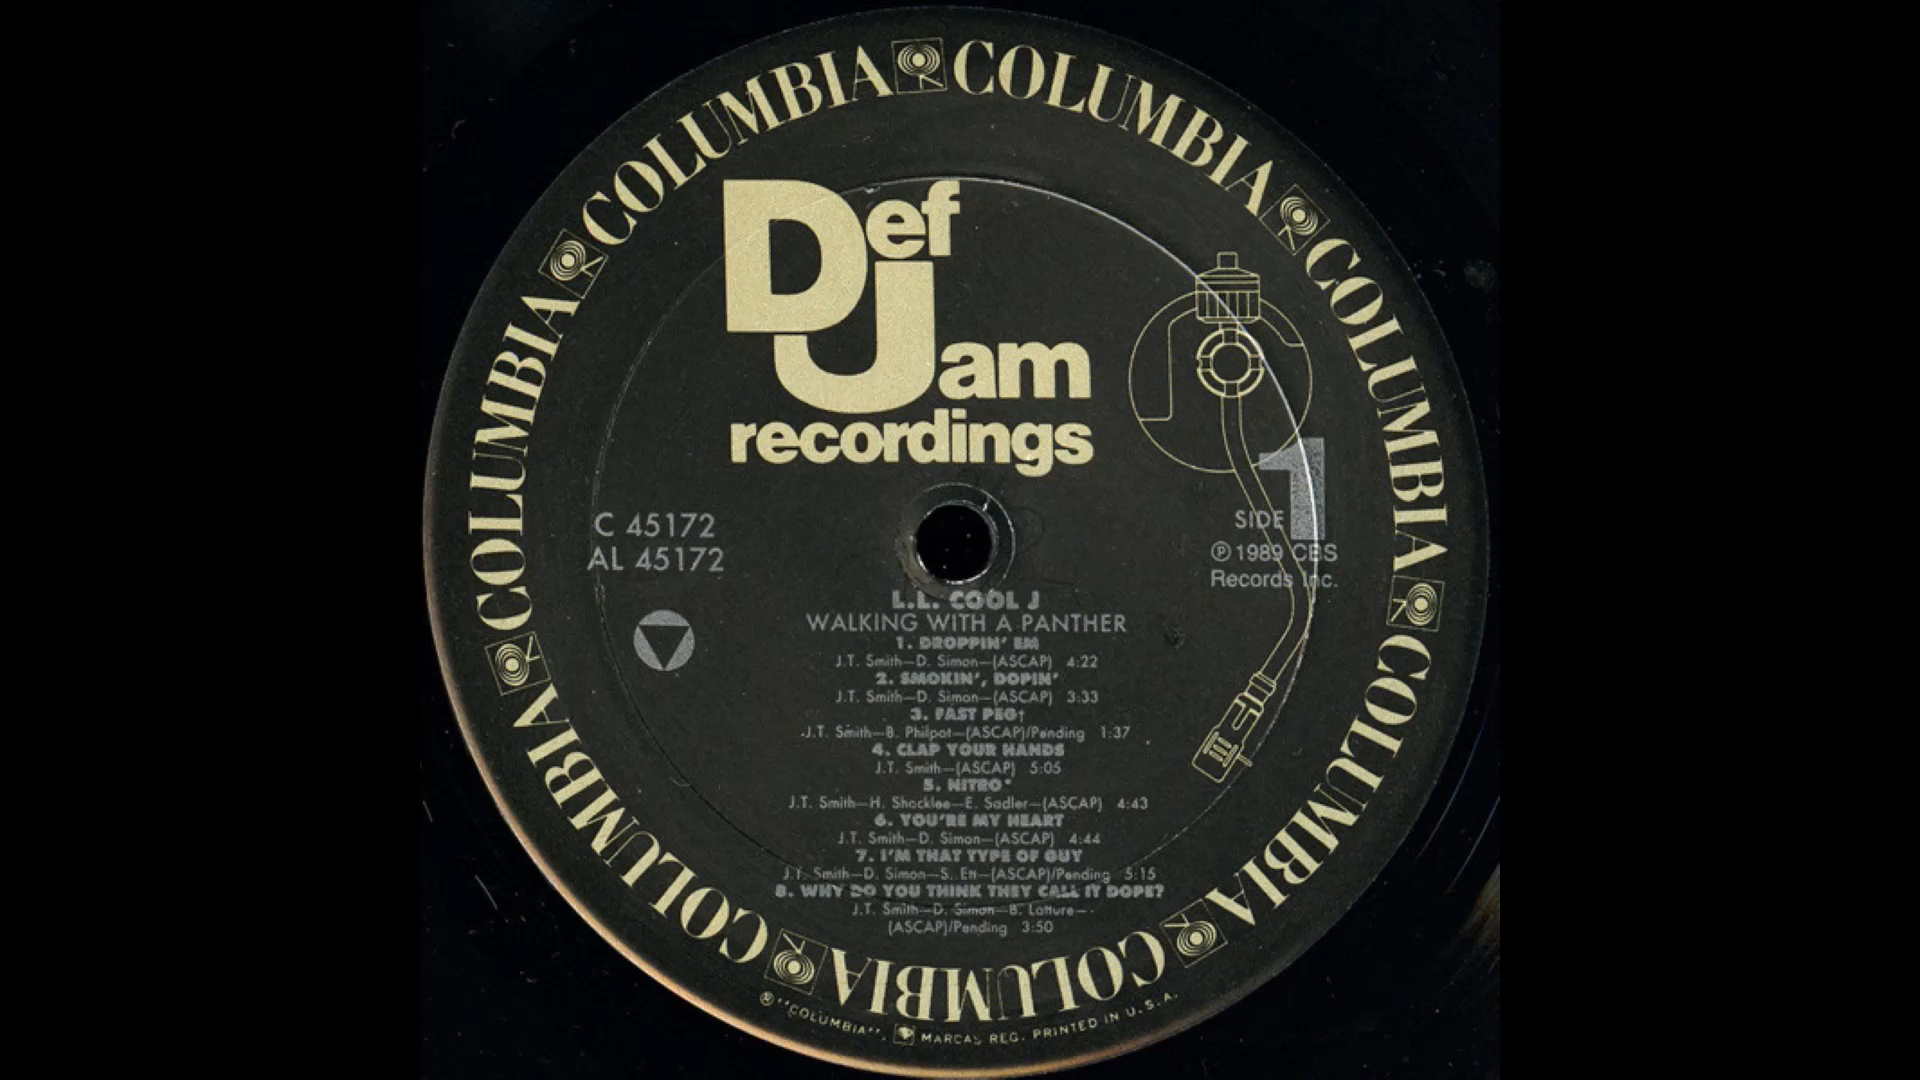 COLUMBIA COLUMBIA COLUMBIA COLUMBIA COLUMBIA COLUMBIA COLUMBIA COLUMBIA COLUMBIA
Def
Jam
recordings
C 45172
AL 45172
SIDE 1
℗ 1989 CBS
Records Inc.
L.L. COOL J
WALKING WITH A PANTHER
1. DROPPIN' EM
J.T. Smith—D. Simon—(ASCAP) 4:22
2. SMOKIN', DOPIN'
J.T. Smith—D. Simon—(ASCAP) 3:33
3. FAST PEG†
J.T. Smith—B. Philpot—(ASCAP)/Pending 1:37
4. CLAP YOUR HANDS
J.T. Smith—(ASCAP) 5:05
5. NITRO*
J.T. Smith—H. Shocklee—E. Sadler—(ASCAP) 4:43
6. YOU'RE MY HEART
J.T. Smith—D. Simon—(ASCAP) 4:44
7. I'M THAT TYPE OF GUY
J.T. Smith—D. Simon—S. Ett—(ASCAP)/Pending 5:15
8. WHY DO YOU THINK THEY CALL IT DOPE?
J.T. Smith—D. Simon—B. Latture—
(ASCAP)/Pending 3:50
® "COLUMBIA", MARCAS REG. PRINTED IN U.S.A.